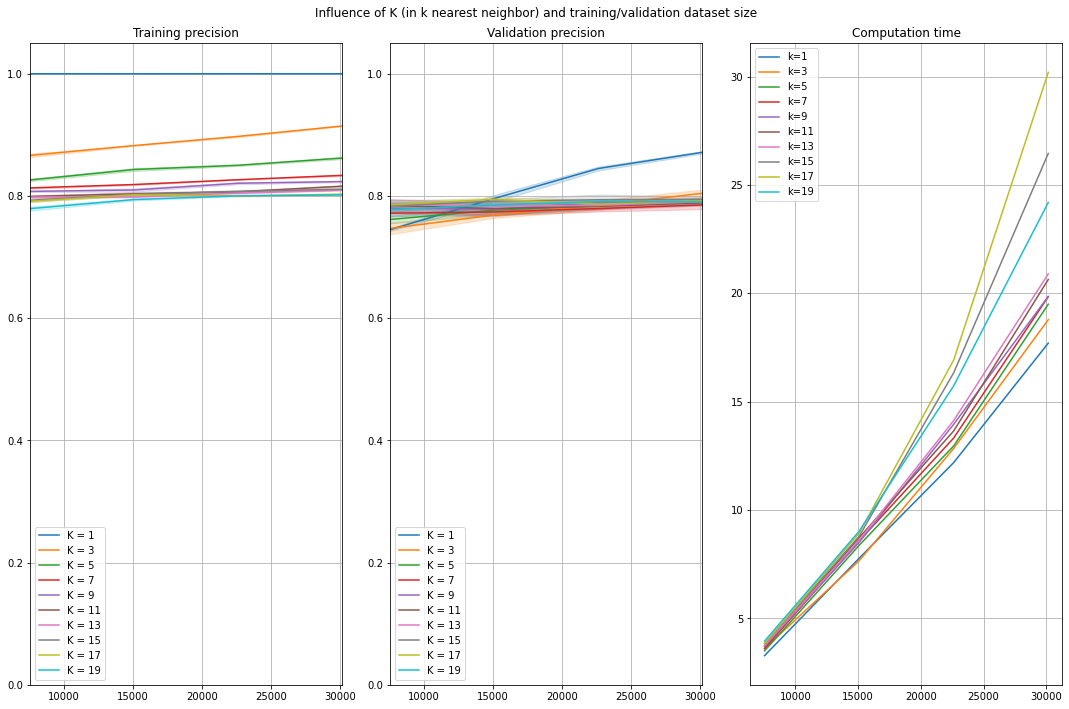 Influence of K (in k nearest neighbor) and training/validation dataset size
Training precision
1.0
0.8
0.6
0.4
0.2
0.0
10000 15000 20000 25000 30000
K = 1
K = 3
K = 5
K = 7
K = 9
K = 11
K = 13
K = 15
K = 17
K = 19
Validation precision
1.0
0.8
0.6
0.4
0.2
0.0
10000 15000 20000 25000 30000
K = 1
K = 3
K = 5
K = 7
K = 9
K = 11
K = 13
K = 15
K = 17
K = 19
Computation time
30
25
20
15
10
5
10000 15000 20000 25000 30000
k=1
k=3
k=5
k=7
k=9
k=11
k=13
k=15
k=17
k=19